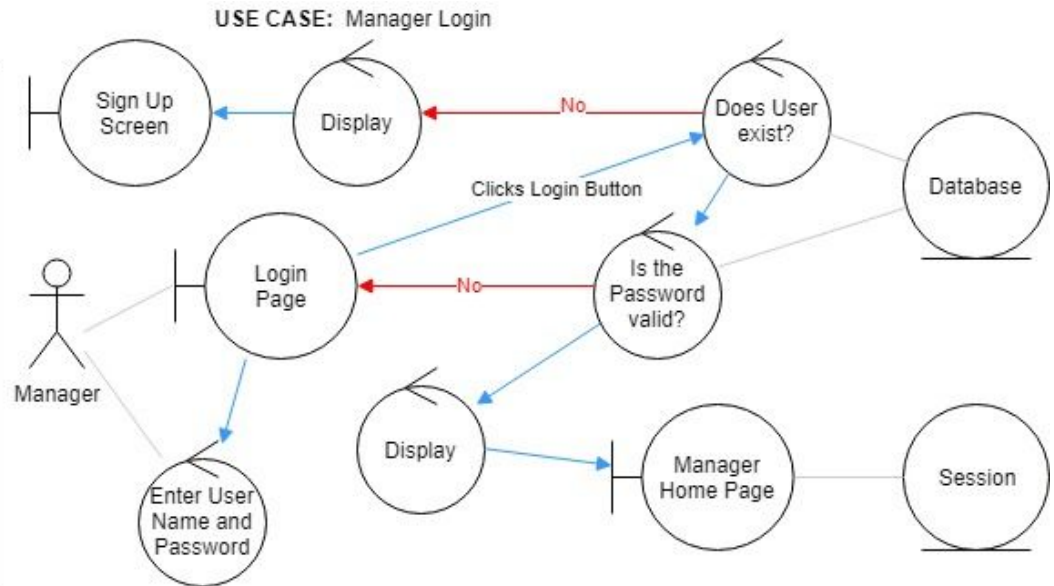 USE CASE: Manager Login
Sign Up
Screen
Display
No
Does User
exist?
Database
Clicks Login Button
Login
Page
No
Is the
Password
valid?
Manager
Display
Manager
Home Page
Session
Enter User
Name and
Password